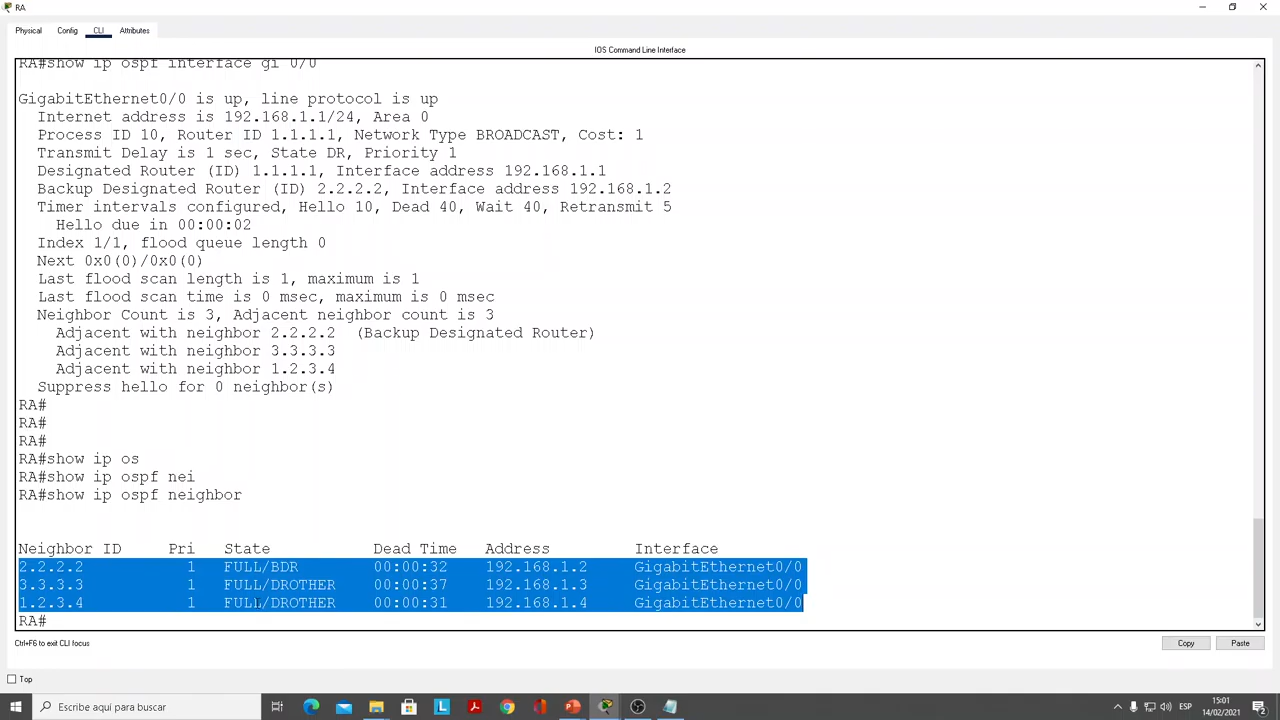 RA
Physical Config CLI Attributes
IOS Command Line Interface
RA#show ip ospf interface gi 0/0
GigabitEthernet0/0 is up, line protocol is up
Internet address is 192.168.1.1/24, Area 0
Process ID 10, Router ID 1.1.1.1, Network Type BROADCAST, Cost: 1
Transmit Delay is 1 sec, State DR, Priority 1
Designated Router (ID) 1.1.1.1, Interface address 192.168.1.1
Backup Designated Router (ID) 2.2.2.2, Interface address 192.168.1.2
Timer intervals configured, Hello 10, Dead 40, Wait 40, Retransmit 5
Hello due in 00:00:02
Index 1/1, flood queue length 0
Next 0x0(0)/0x0(0)
Last flood scan length is 1, maximum is 1
Last flood scan time is 0 msec, maximum is 0 msec
Neighbor Count is 3, Adjacent neighbor count is 3
Adjacent with neighbor 2.2.2.2 (Backup Designated Router)
Adjacent with neighbor 3.3.3.3
Adjacent with neighbor 1.2.3.4
Suppress hello for 0 neighbor(s)
RA#
RA#
RA#
RA#show ip os
RA#show ip ospf nei
RA#show ip ospf neighbor
Neighbor ID Pri State Dead Time Address Interface
2.2.2.2 1 FULL/BDR 00:00:32 192.168.1.2 GigabitEthernet0/0
3.3.3.3 1 FULL/DROTHER 00:00:37 192.168.1.3 GigabitEthernet0/0
1.2.3.4 1 FULL/DROTHER 00:00:31 192.168.1.4 GigabitEthernet0/0
RA#
Ctrl+F6 to exit CLI focus
Copy Paste
Top
Escribe aquí para buscar
ESP
15:01
14/02/2021
2